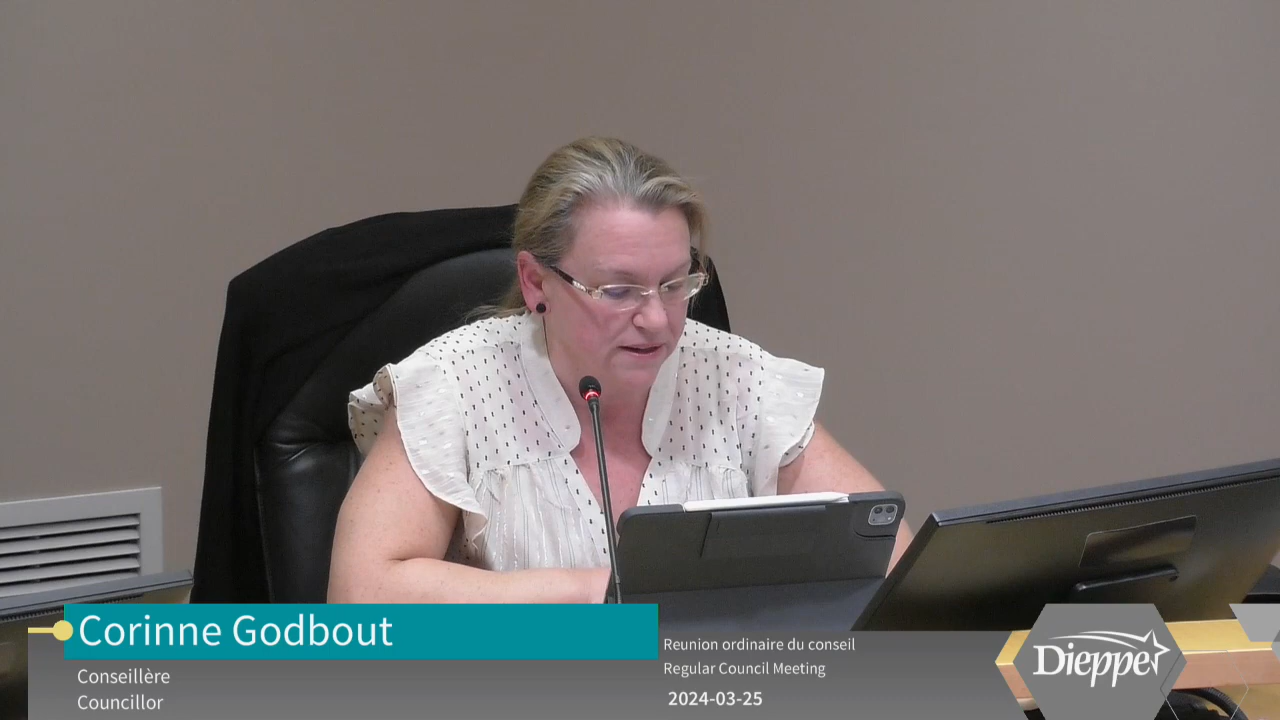 Corinne Godbout
Conseillère
Councillor
Reunion ordinaire du conseil
Regular Council Meeting
2024-03-25
Dieppe